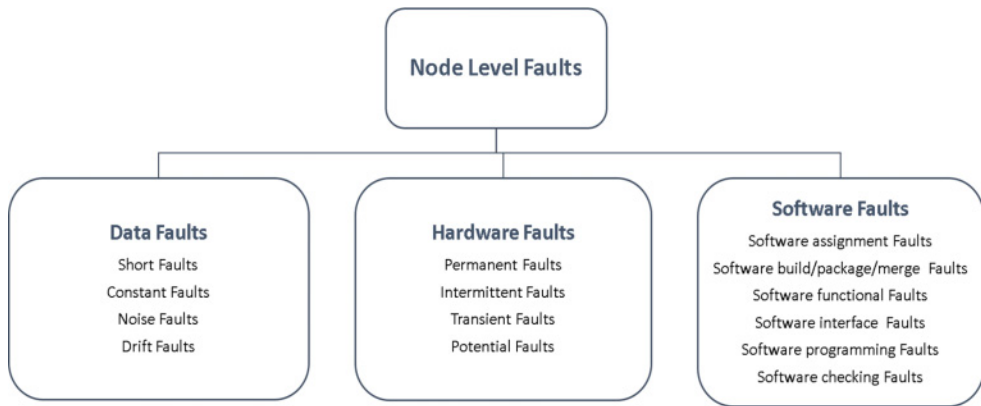 Node Level Faults
Data Faults
Short Faults
Constant Faults
Noise Faults
Drift Faults
Hardware Faults
Permanent Faults
Intermittent Faults
Transient Faults
Potential Faults
Software Faults
Software assignment Faults
Software build/package/merge Faults
Software functional Faults
Software interface Faults
Software programming Faults
Software checking Faults